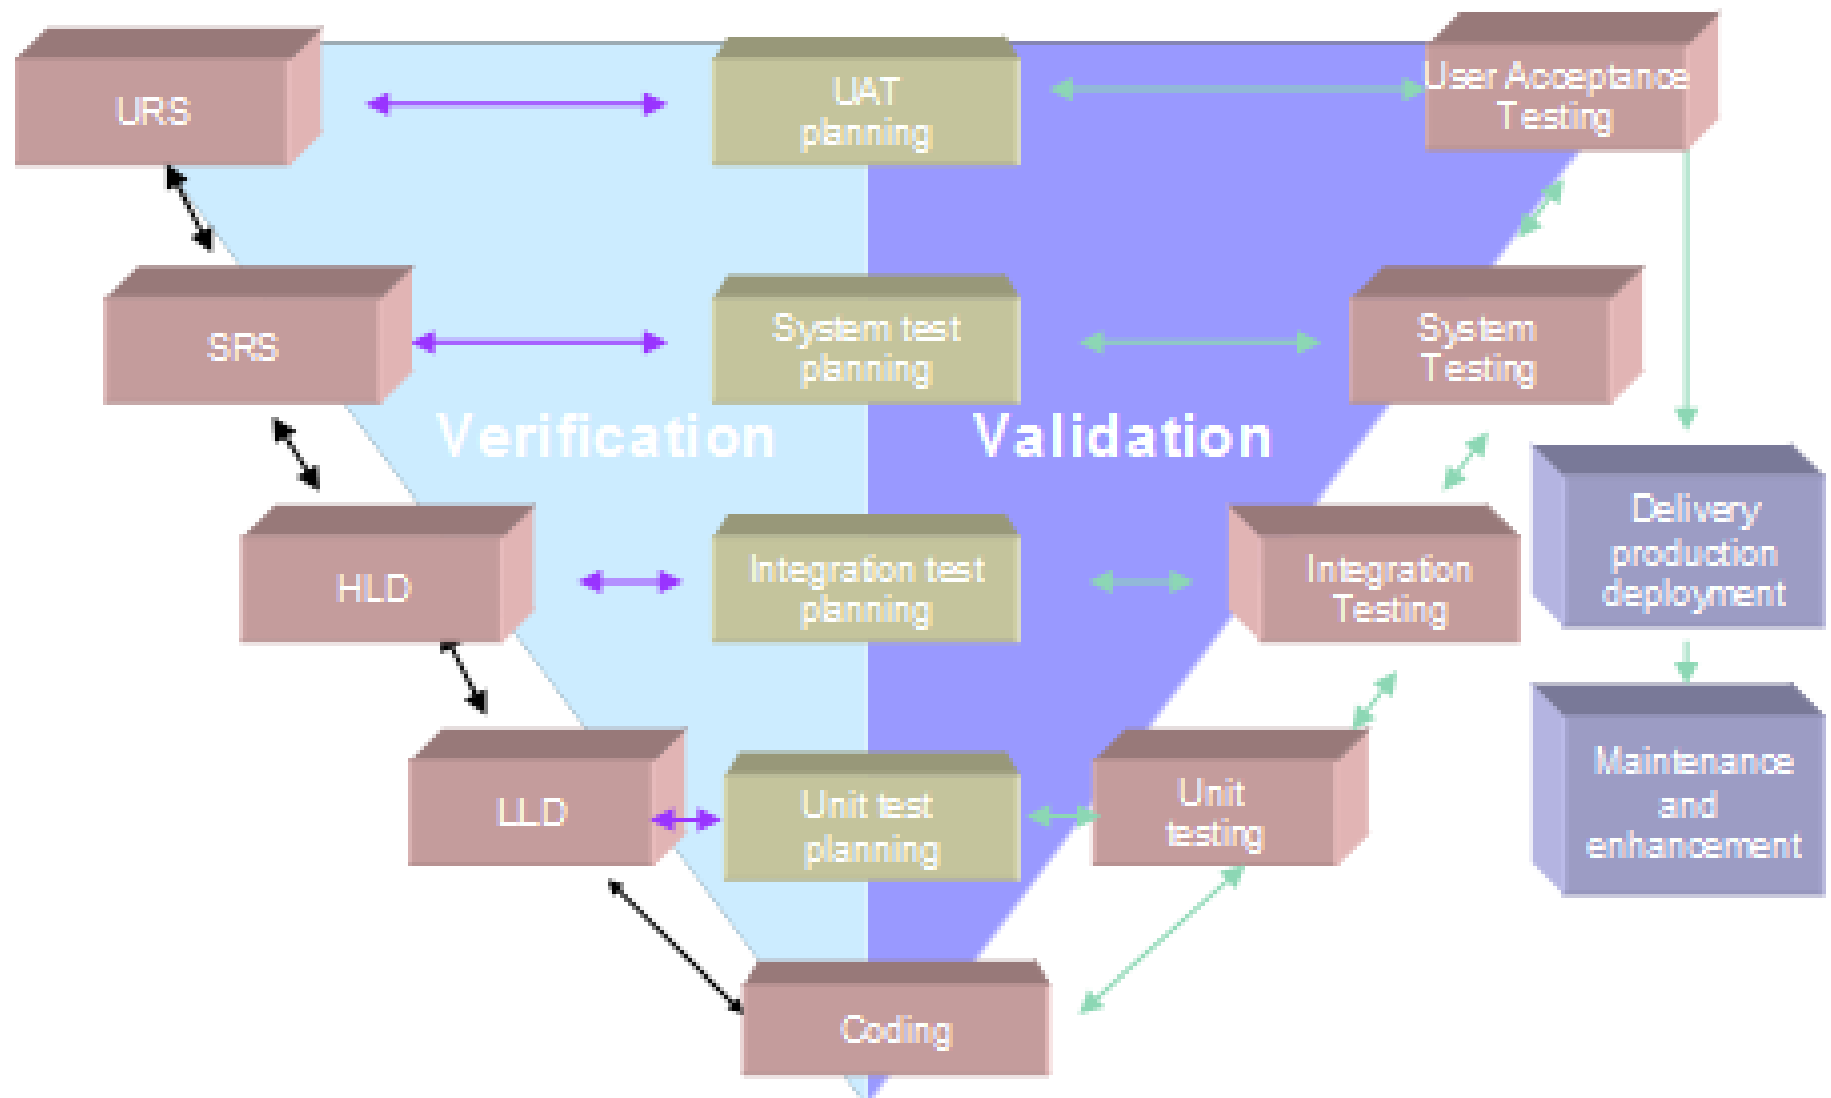 URS
UAT
planning
User Acceptance
Testing
SRS
System test
planning
System
Testing
Verification
Validation
HLD
Integration test
planning
Integration
Testing
Delivery
production
deployment
LLD
Unit test
planning
Unit
testing
Maintenance
and
enhancement
Coding